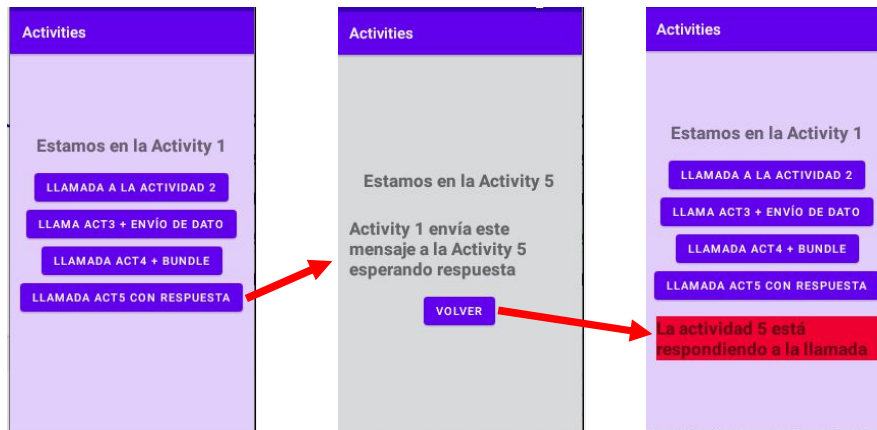 Activities
Estamos en la Activity 1
LLAMADA A LA ACTIVIDAD 2
LLAMA ACT3 + ENVÍO DE DATO
LLAMADA ACT4 + BUNDLE
LLAMADA ACT5 CON RESPUESTA
Activities
Estamos en la Activity 5
Activity 1 envía este
mensaje a la Activity 5
esperando respuesta
VOLVER
Activities
Estamos en la Activity 1
LLAMADA A LA ACTIVIDAD 2
LLAMA ACT3 + ENVÍO DE DATO
LLAMADA ACT4 + BUNDLE
LLAMADA ACT5 CON RESPUESTA
La actividad 5 está
respondiendo a la llamada